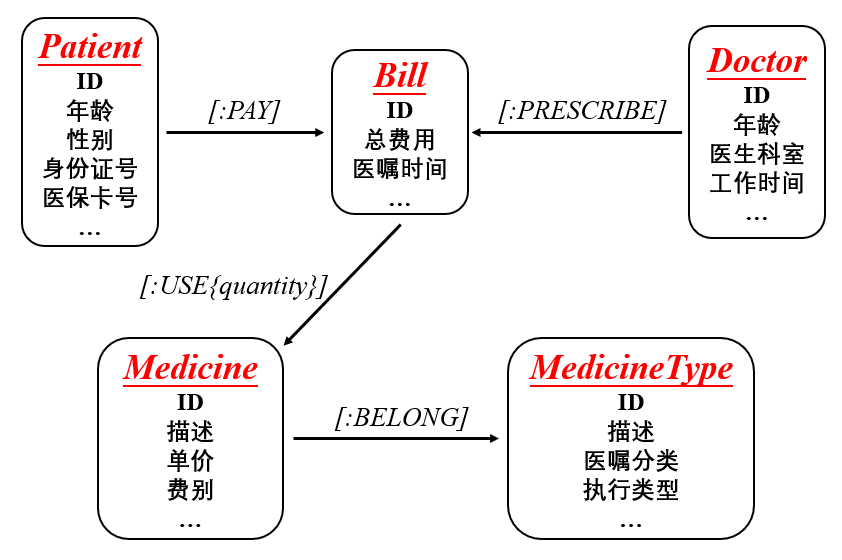 Patient
ID
年龄
性别
身份证号
医保卡号
...
[:PAY]
Bill
ID
总费用
医嘱时间
...
[:PRESCRIBE]
Doctor
ID
年龄
医生科室
工作时间
...
[:USE{quantity}]
Medicine
ID
描述
单价
费别
...
[:BELONG]
MedicineType
ID
描述
医嘱分类
执行类型
...